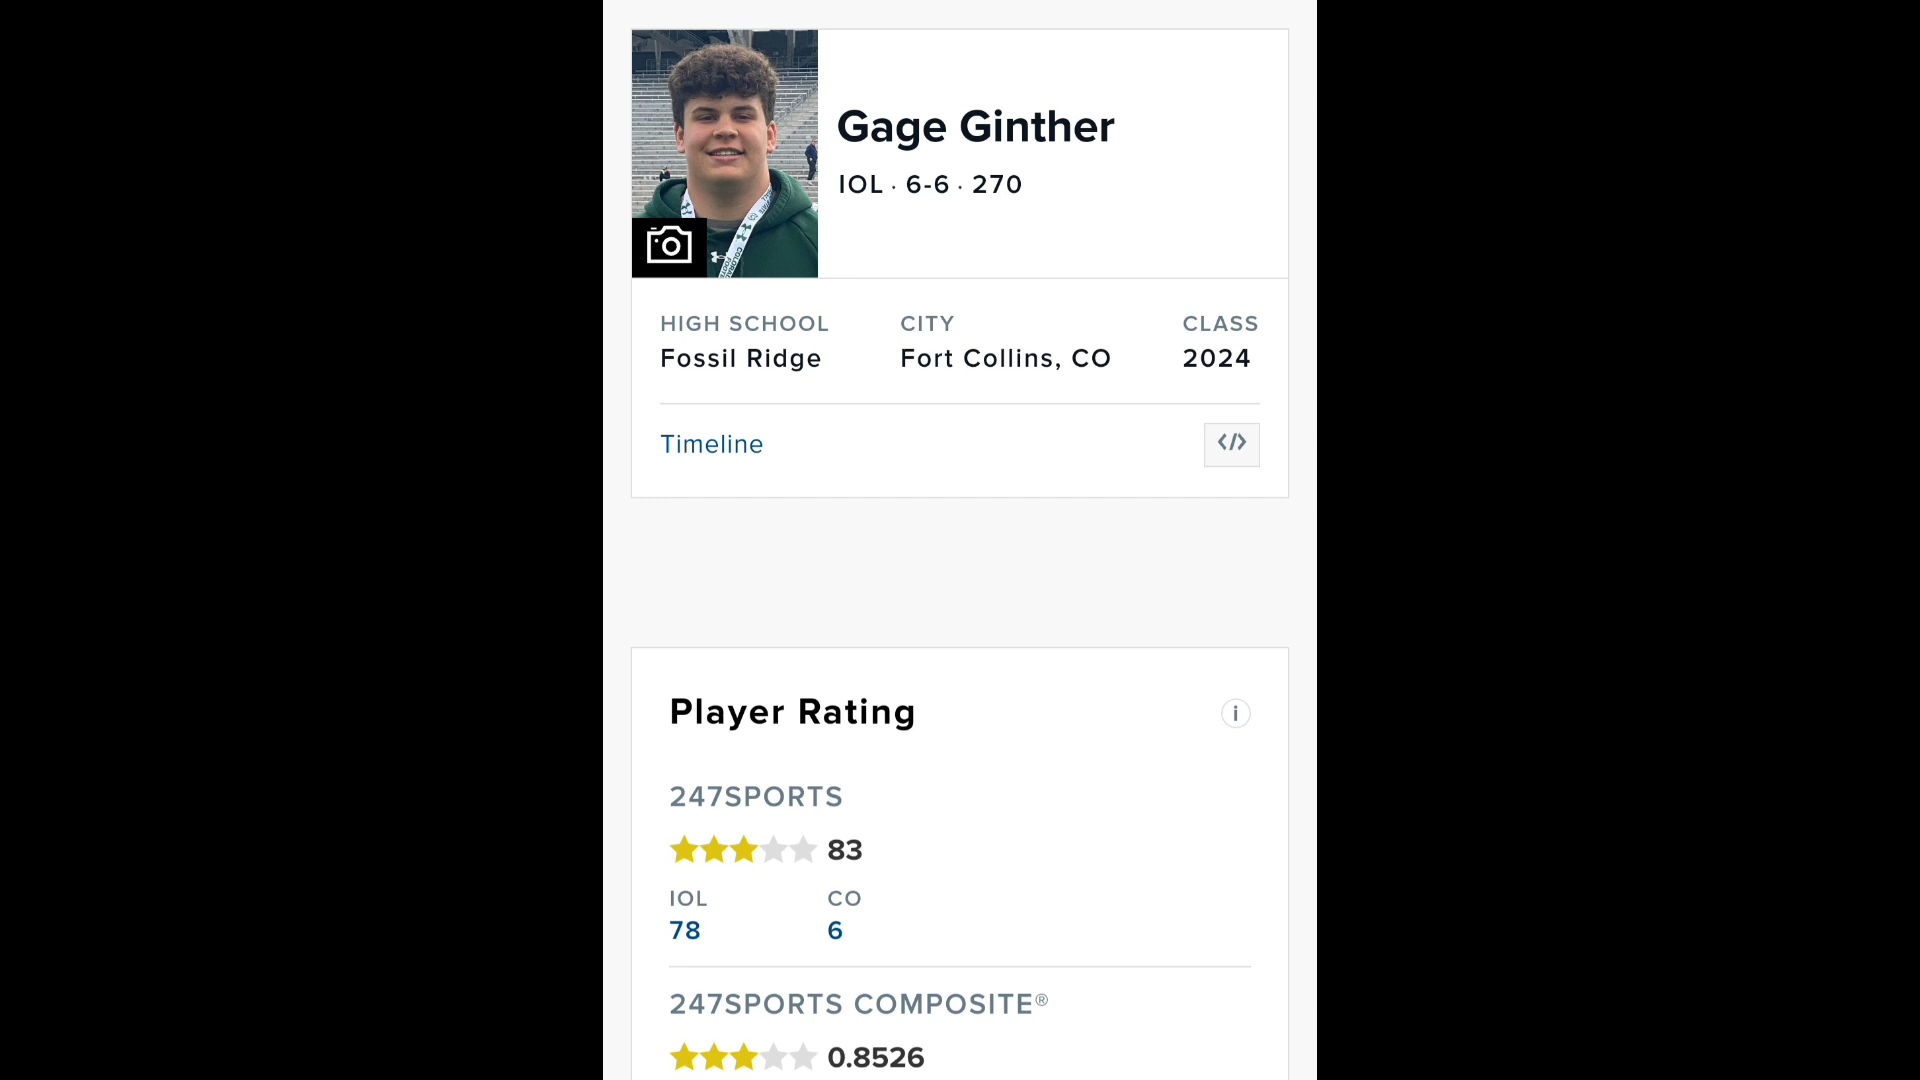 Gage Ginther
IOL · 6-6 · 270
HIGH SCHOOL CITY CLASS
Fossil Ridge Fort Collins, CO 2024
Timeline </>
Player Rating i
247SPORTS
83
IOL CO
78 6
247SPORTS COMPOSITE®
0.8526